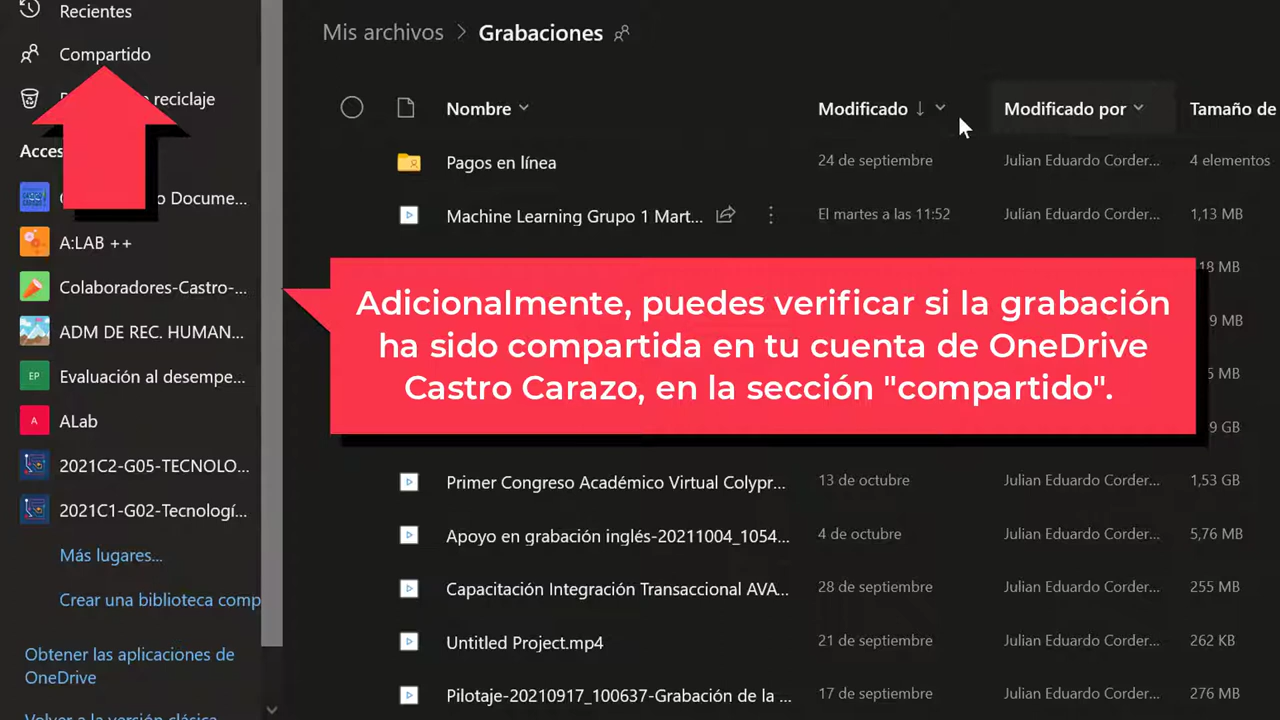 Recientes
Mis archivos > Grabaciones
Compartido
reciclaje
Nombre
Modificado ↓
Modificado por
Tamaño de
Pagos en línea
24 de septiembre
Julian Eduardo Corder...
4 elementos
Docume...
Machine Learning Grupo 1 Mart...
El martes a las 11:52
Julian Eduardo Corder...
1,13 MB
A:LAB ++
Colaboradores-Castro-...
ADM DE REC. HUMAN...
EP
Evaluación al desempe...
A
ALab
2021C2-G05-TECNOLO...
2021C1-G02-Tecnologí...
Más lugares...
Crear una biblioteca comp
Obtener las aplicaciones de
OneDrive
Volver a la versión clásica
Adicionalmente, puedes verificar si la grabación
ha sido compartida en tu cuenta de OneDrive
Castro Carazo, en la sección "compartido".
Primer Congreso Académico Virtual Colypr...
13 de octubre
Julian Eduardo Corder...
1,53 GB
Apoyo en grabación inglés-20211004_1054...
4 de octubre
Julian Eduardo Corder...
5,76 MB
Capacitación Integración Transaccional AVA...
28 de septiembre
Julian Eduardo Corder...
255 MB
Untitled Project.mp4
21 de septiembre
Julian Eduardo Corder...
262 KB
Pilotaje-20210917_100637-Grabación de la ...
17 de septiembre
Julian Eduardo Corder...
276 MB